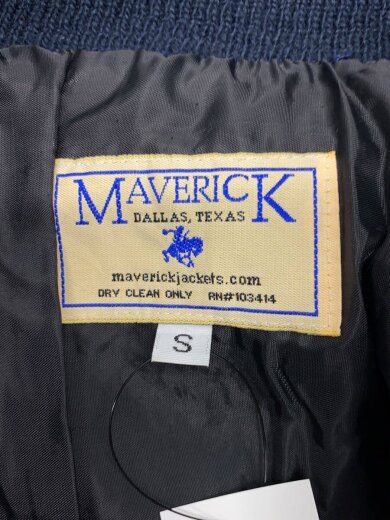 MAVERICK
DALLAS, TEXAS
maverickjackets.com
DRY CLEAN ONLY RN#103414
S